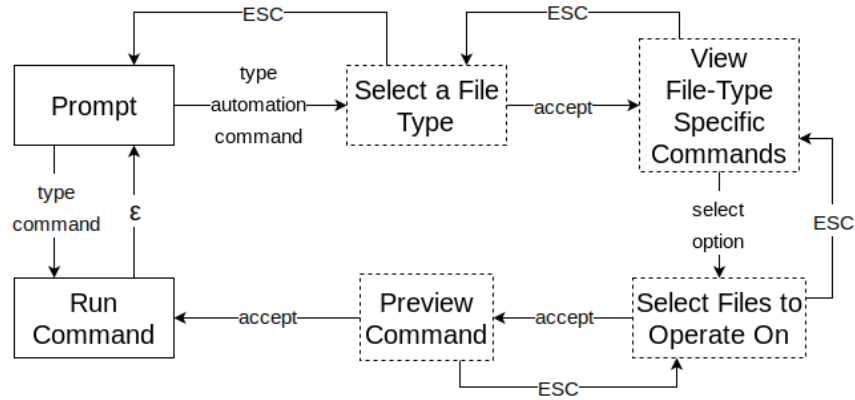 ESC
ESC
Prompt
type
automation
command
Select a File
Type
accept
View
File-Type
Specific
Commands
type
command
ε
select
option
ESC
Run
Command
accept
Preview
Command
accept
Select Files to
Operate On
ESC